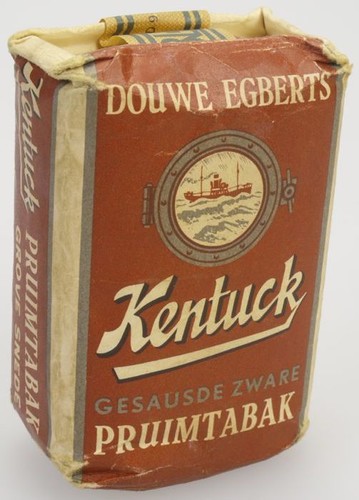 DOUWE EGBERTS
Kentuck
GESAUSDE ZWARE
PRUIMTABAK
Kentuck PRUIMTABAK
GROVE SNEDE